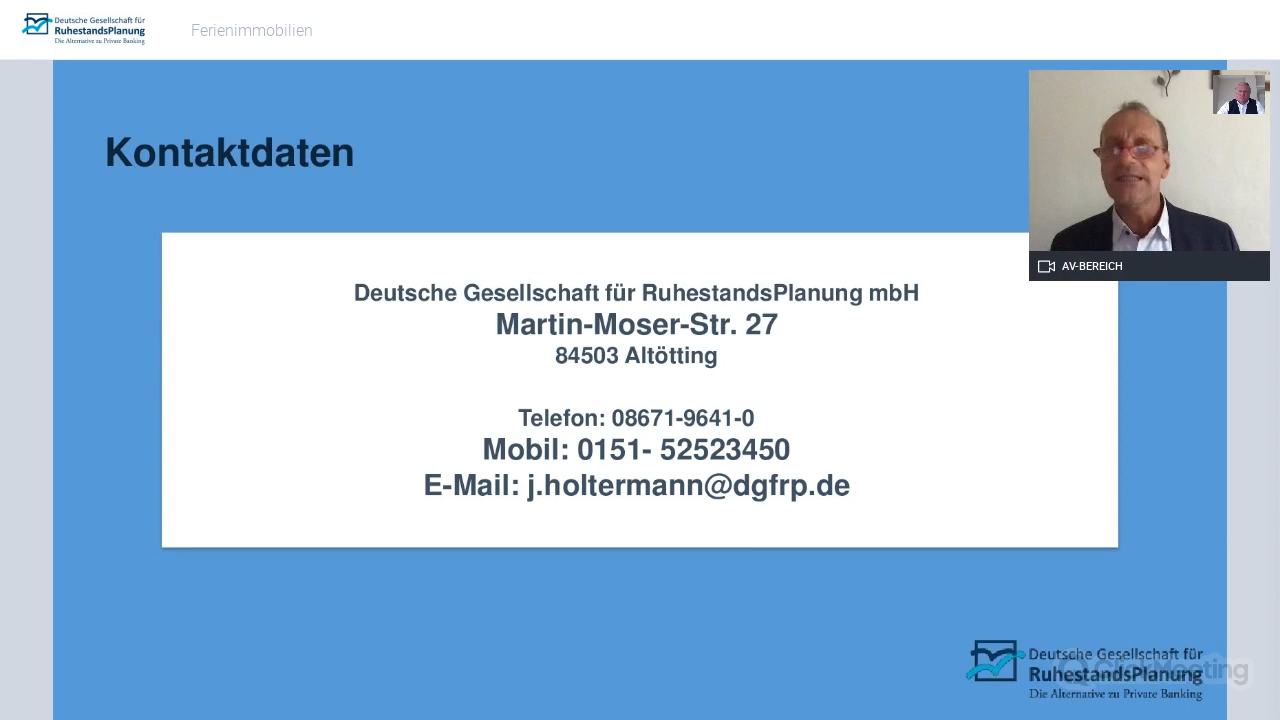 Deutsche Gesellschaft für
RuhestandsPlanung
Die Alternative zu Private Banking
Ferienimmobilien
Kontaktdaten
AV-BEREICH
Deutsche Gesellschaft für RuhestandsPlanung mbH
Martin-Moser-Str. 27
84503 Altötting
Telefon: 08671-9641-0
Mobil: 0151- 52523450
E-Mail: j.holtermann@dgfrp.de
Deutsche Gesellschaft für
RuhestandsPlanung
ClickMeeting
Die Alternative zu Private Banking